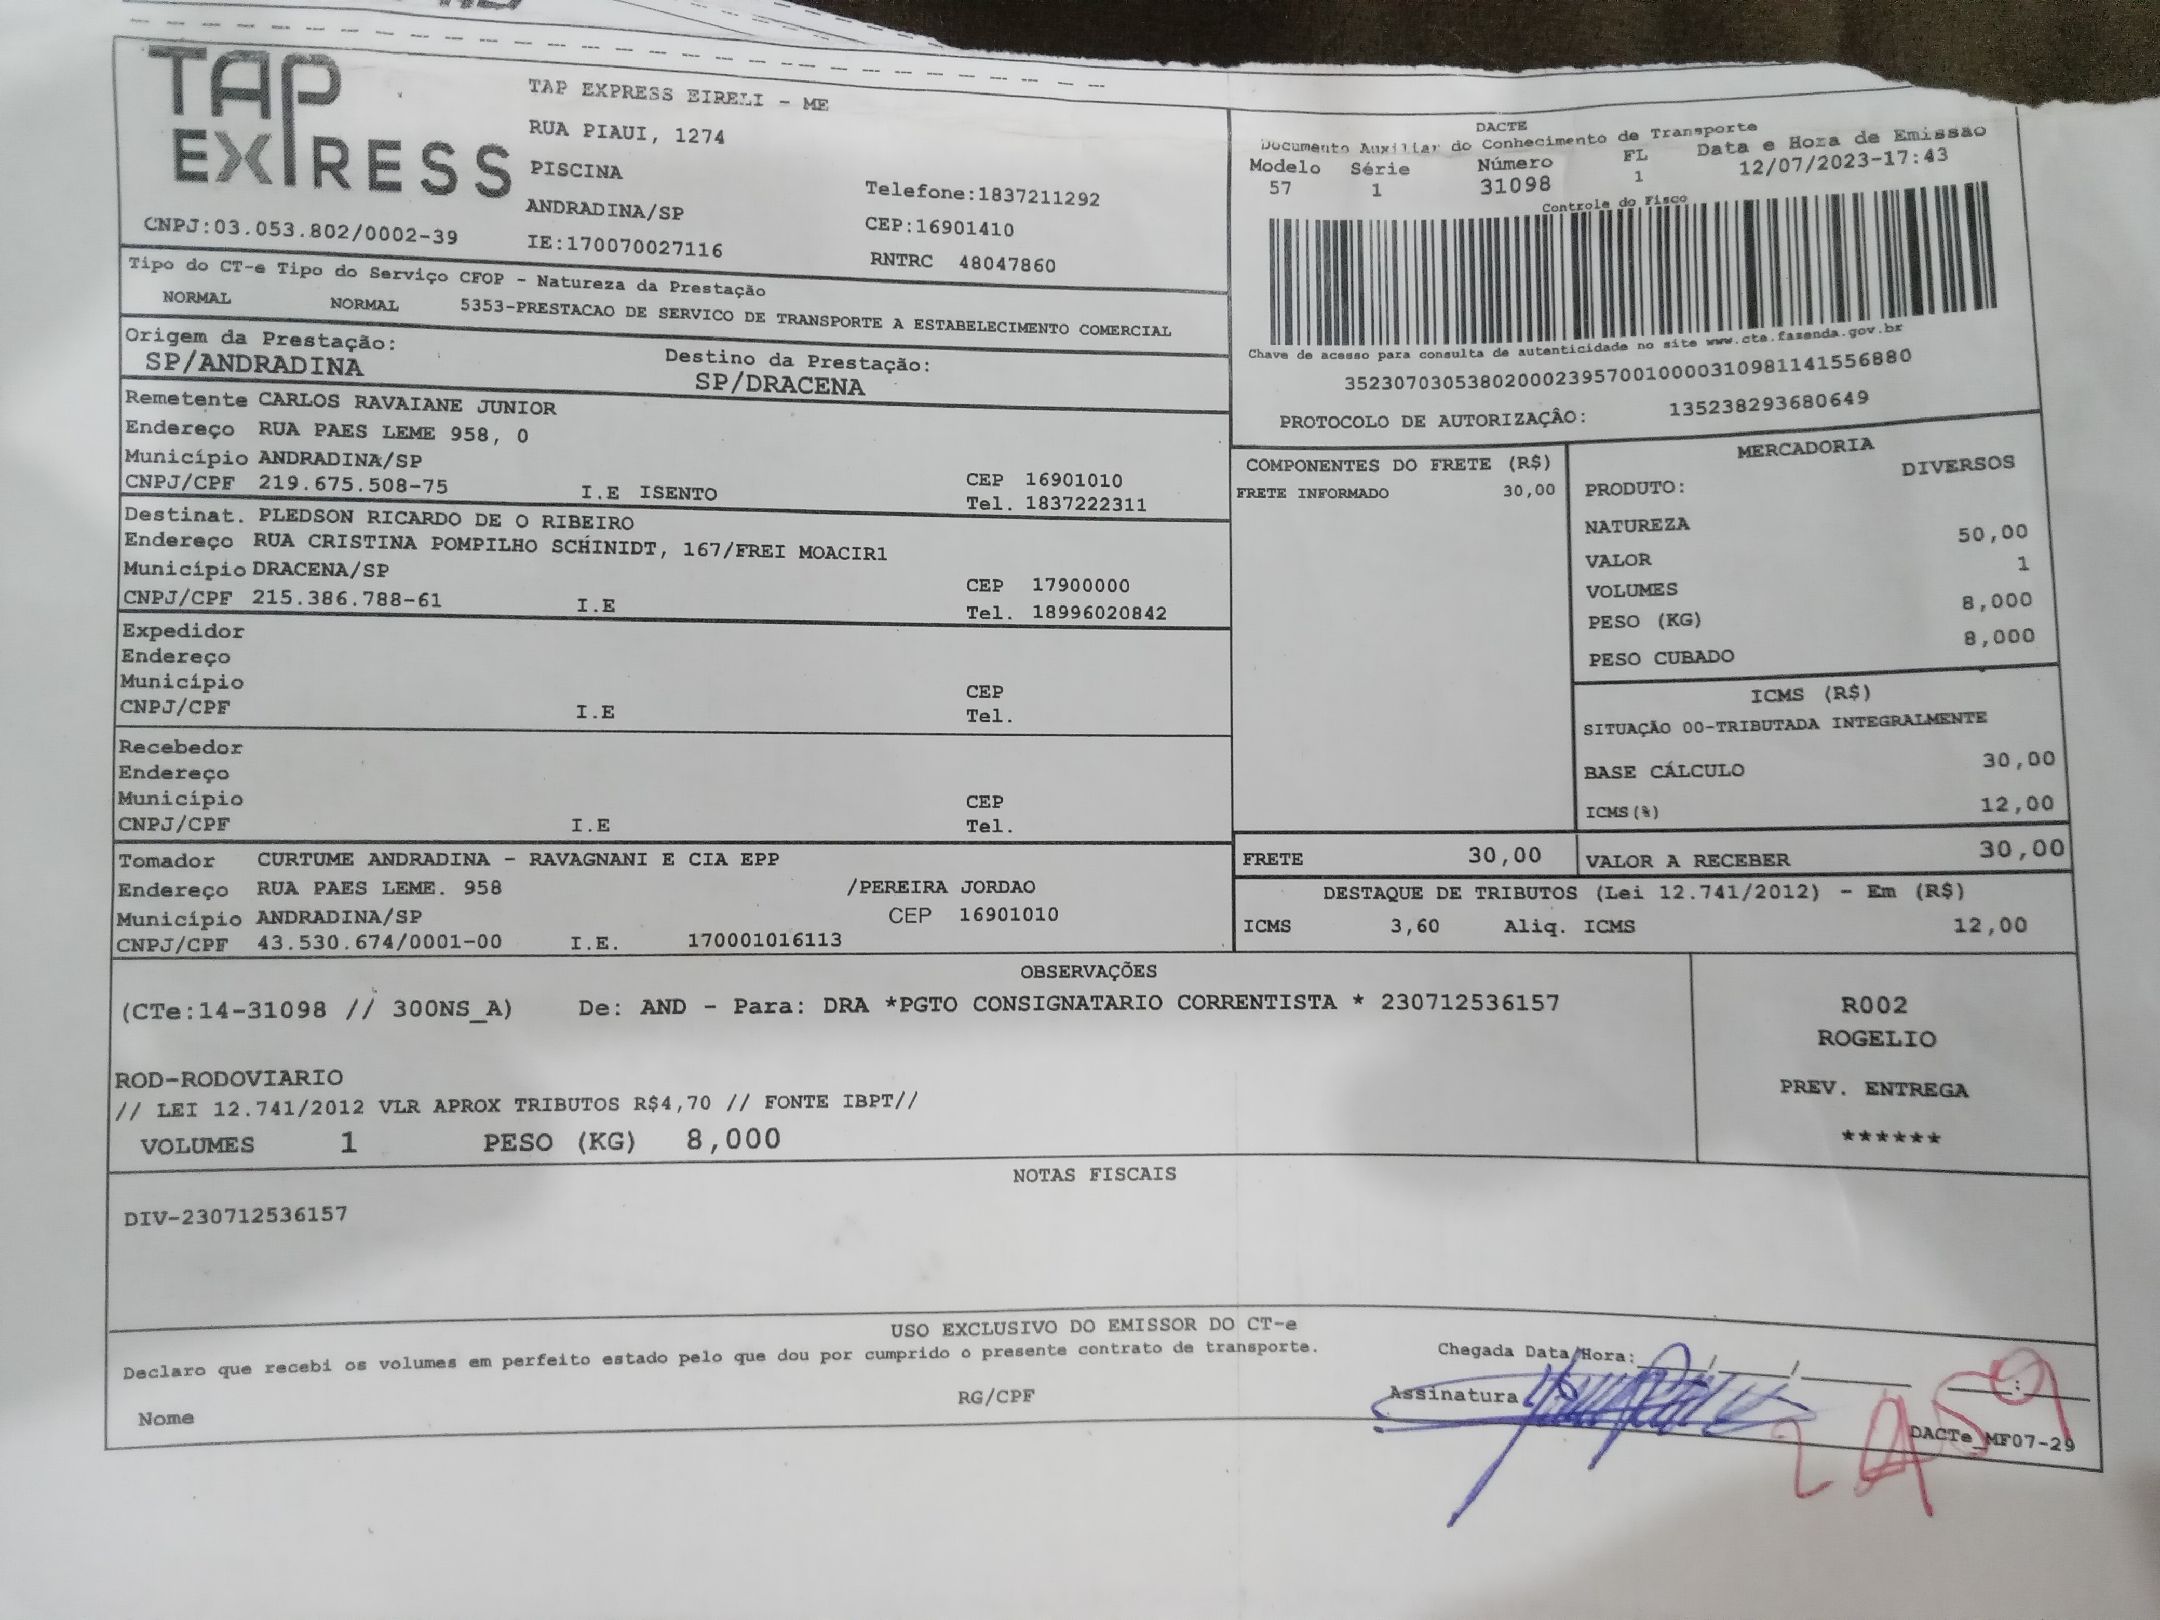 TAP EXPRESS
TAP EXPRESS EIRELI - ME
RUA PIAUI, 1274
PISCINA
ANDRADINA/SP
Telefone:1837211292
CEP:16901410
CNPJ:03.053.802/0002-39
IE:170070027116
RNTRC 48047860
DACTE
Documento Auxiliar do Conhecimento de Transporte
Modelo Série Número FL Data e Hora de Emissão
57 1 31098 1 12/07/2023-17:43
Controle do Fisco
Chave de acesso para consulta de autenticidade no site www.cte.fazenda.gov.br
35230703053802000239570010000310981141556880
PROTOCOLO DE AUTORIZAÇÂO: 135238293680649
Tipo do CT-e Tipo do Serviço CFOP - Natureza da Prestação
NORMAL NORMAL 5353-PRESTACAO DE SERVICO DE TRANSPORTE A ESTABELECIMENTO COMERCIAL
Origem da Prestação: Destino da Prestação:
SP/ANDRADINA SP/DRACENA
Remetente CARLOS RAVAIANE JUNIOR
Endereço RUA PAES LEME 958, 0
Município ANDRADINA/SP CEP 16901010
CNPJ/CPF 219.675.508-75 I.E ISENTO Tel. 1837222311
Destinat. PLEDSON RICARDO DE O RIBEIRO
Endereço RUA CRISTINA POMPILHO SCHINIDT, 167/FREI MOACIR1
Município DRACENA/SP CEP 17900000
CNPJ/CPF 215.386.788-61 I.E Tel. 18996020842
Expedidor
Endereço
Município CEP
CNPJ/CPF I.E Tel.
Recebedor
Endereço
Município CEP
CNPJ/CPF I.E Tel.
Tomador CURTUME ANDRADINA - RAVAGNANI E CIA EPP
Endereço RUA PAES LEME. 958 /PEREIRA JORDAO
Município ANDRADINA/SP CEP 16901010
CNPJ/CPF 43.530.674/0001-00 I.E. 170001016113
COMPONENTES DO FRETE (R$)
FRETE INFORMADO 30,00
MERCADORIA
PRODUTO: DIVERSOS
NATUREZA
VALOR 50,00
VOLUMES 1
PESO (KG) 8,000
PESO CUBADO 8,000
ICMS (R$)
SITUAÇÃO 00-TRIBUTADA INTEGRALMENTE
BASE CÁLCULO 30,00
ICMS(%) 12,00
FRETE 30,00 VALOR A RECEBER 30,00
DESTAQUE DE TRIBUTOS (Lei 12.741/2012) - Em (R$)
ICMS 3,60 Aliq. ICMS 12,00
OBSERVAÇÕES
(CTe:14-31098 // 300NS_A) De: AND - Para: DRA *PGTO CONSIGNATARIO CORRENTISTA * 230712536157
ROD-RODOVIARIO
// LEI 12.741/2012 VLR APROX TRIBUTOS R$4,70 // FONTE IBPT//
VOLUMES 1 PESO (KG) 8,000
R002
ROGELIO
PREV. ENTREGA
******
NOTAS FISCAIS
DIV-230712536157
USO EXCLUSIVO DO EMISSOR DO CT-e
Declaro que recebi os volumes em perfeito estado pelo que dou por cumprido o presente contrato de transporte.
Chegada Data/Hora:___/___/___ ___:___
Nome RG/CPF Assinatura
DACTe_MF07-29